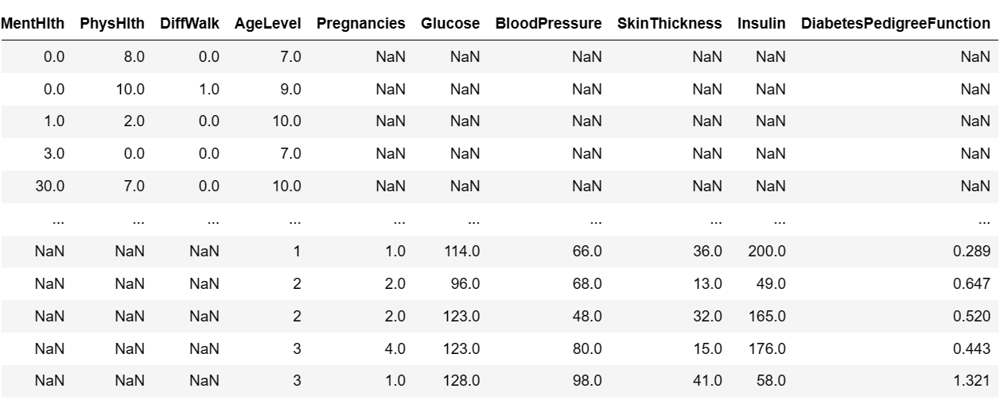 MentHlth PhysHlth DiffWalk AgeLevel Pregnancies Glucose BloodPressure SkinThickness Insulin DiabetesPedigreeFunction
0.0 8.0 0.0 7.0 NaN NaN NaN NaN NaN NaN
0.0 10.0 1.0 9.0 NaN NaN NaN NaN NaN NaN
1.0 2.0 0.0 10.0 NaN NaN NaN NaN NaN NaN
3.0 0.0 0.0 7.0 NaN NaN NaN NaN NaN NaN
30.0 7.0 0.0 10.0 NaN NaN NaN NaN NaN NaN
... ... ... ... ... ... ... ... ... ...
NaN NaN NaN 1 1.0 114.0 66.0 36.0 200.0 0.289
NaN NaN NaN 2 2.0 96.0 68.0 13.0 49.0 0.647
NaN NaN NaN 2 2.0 123.0 48.0 32.0 165.0 0.520
NaN NaN NaN 3 4.0 123.0 80.0 15.0 176.0 0.443
NaN NaN NaN 3 1.0 128.0 98.0 41.0 58.0 1.321